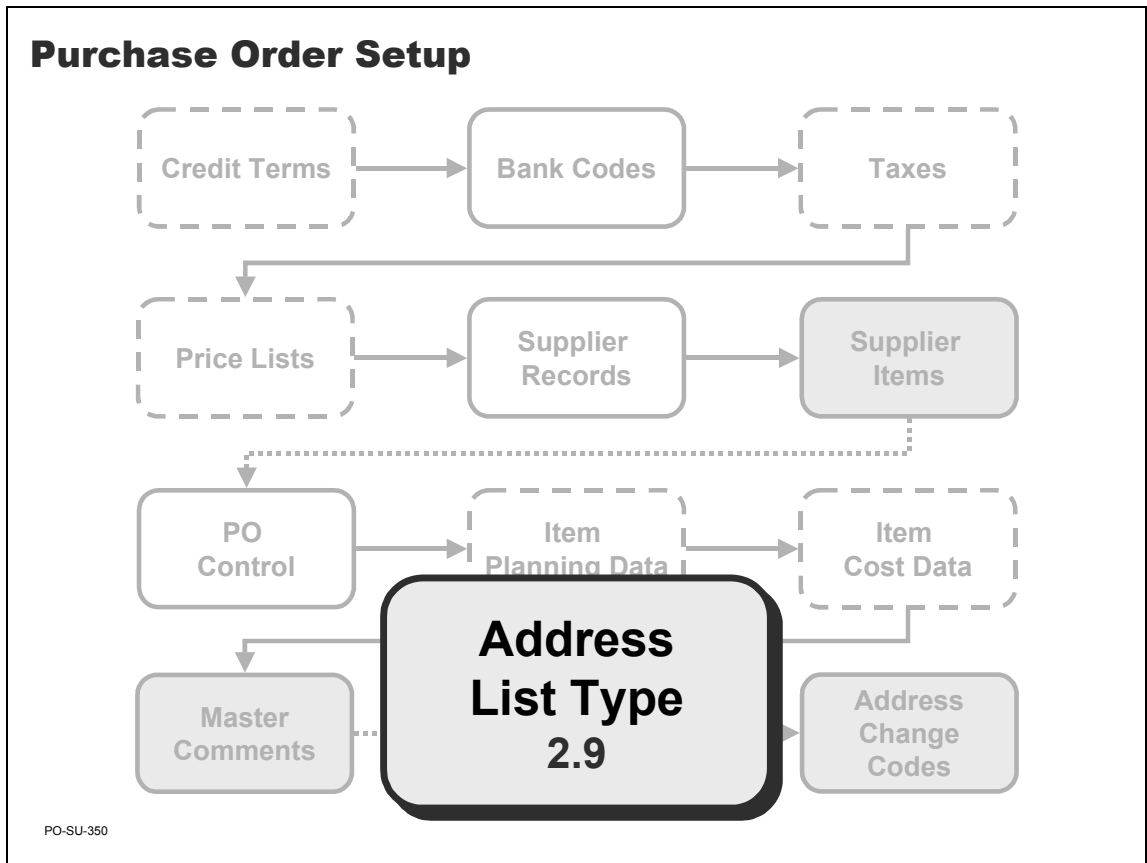 Purchase Order Setup
Credit Terms
Bank Codes
Taxes
Price Lists
Supplier
Records
Supplier
Items
PO
Control
Item
Planning Data
Item
Cost Data
Master
Comments
Address
List Type
2.9
Address
Change
Codes
PO-SU-350